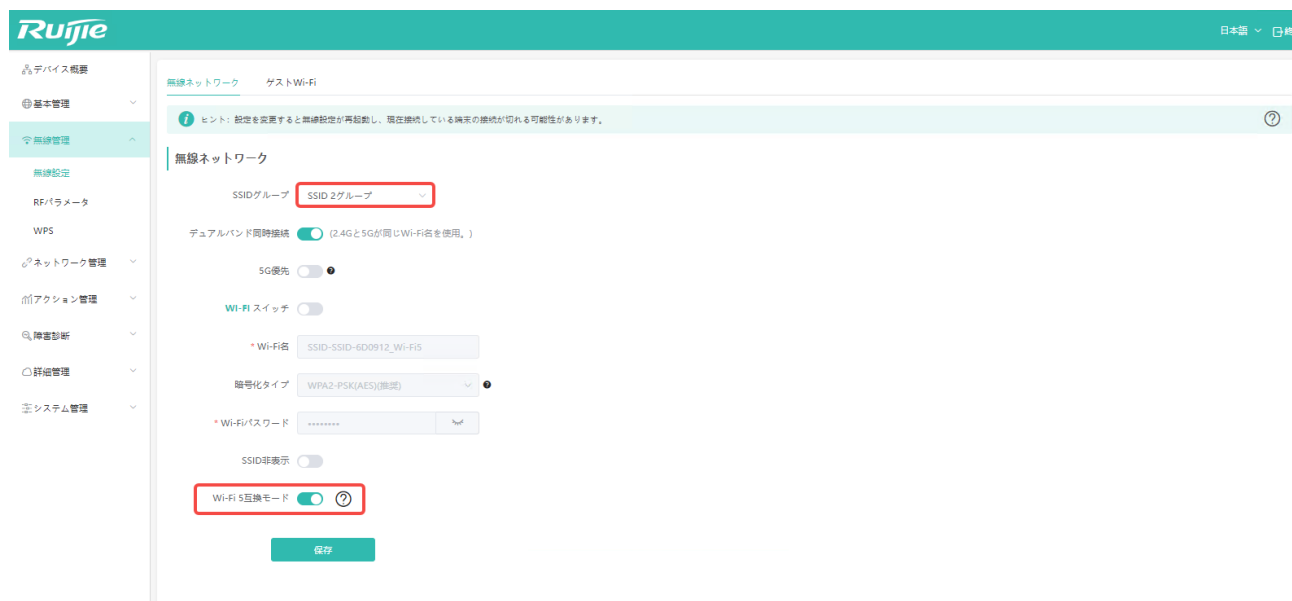 Ruijie
日本語
デバイス概要
無線ネットワーク ゲストWi-Fi
基本管理
ヒント: 設定を変更すると無線設定が再起動し、現在接続している端末の接続が切れる可能性があります。
無線管理
無線ネットワーク
無線設定
SSIDグループ SSID 2グループ
RFパラメータ
WPS
デュアルバンド同時接続 (2.4Gと5Gが同じWi-Fi名を使用。)
ネットワーク管理
5G優先
アクション管理
WI-FI スイッチ
障害診断
* Wi-Fi名 SSID-SSID-6D0912_Wi-Fi5
詳細管理
暗号化タイプ WPA2-PSK(AES)(推奨)
システム管理
* Wi-Fiパスワード ••••••••
SSID非表示
Wi-Fi 5互換モード
保存